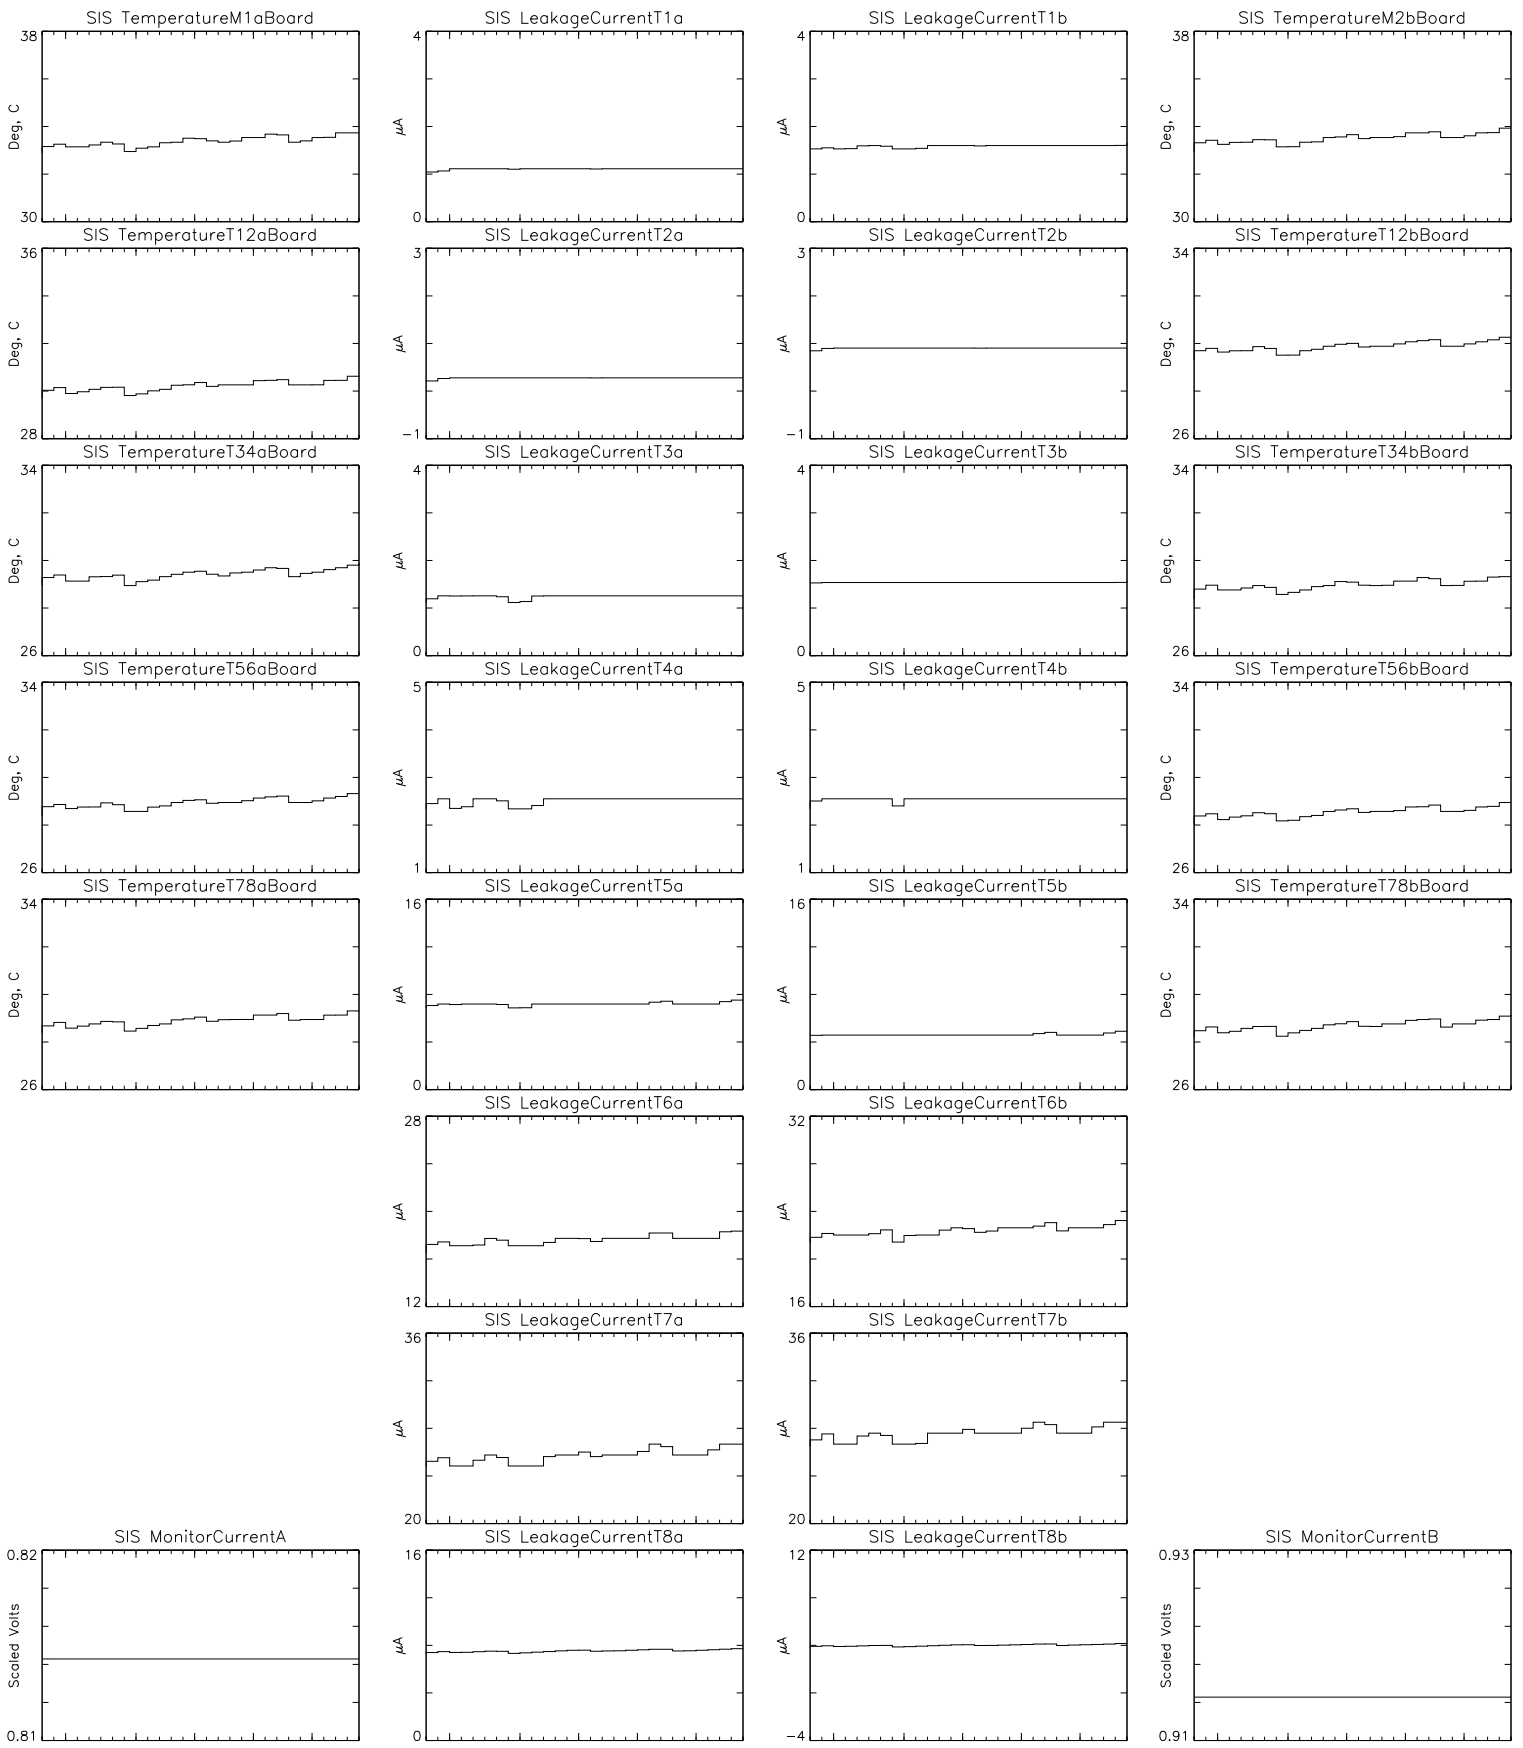 SIS TemperatureM1aBoard
38
Deg, C
30
SIS LeakageCurrentT1a
4
μA
0
SIS LeakageCurrentT1b
4
μA
0
SIS TemperatureM2bBoard
38
Deg, C
30
SIS TemperatureT12aBoard
36
Deg, C
28
SIS LeakageCurrentT2a
3
μA
-1
SIS LeakageCurrentT2b
3
μA
-1
SIS TemperatureT12bBoard
34
Deg, C
26
SIS TemperatureT34aBoard
34
Deg, C
26
SIS LeakageCurrentT3a
4
μA
0
SIS LeakageCurrentT3b
4
μA
0
SIS TemperatureT34bBoard
34
Deg, C
26
SIS TemperatureT56aBoard
34
Deg, C
26
SIS LeakageCurrentT4a
5
μA
1
SIS LeakageCurrentT4b
5
μA
1
SIS TemperatureT56bBoard
34
Deg, C
26
SIS TemperatureT78aBoard
34
Deg, C
26
SIS LeakageCurrentT5a
16
μA
0
SIS LeakageCurrentT5b
16
μA
0
SIS TemperatureT78bBoard
34
Deg, C
26
SIS LeakageCurrentT6a
28
μA
12
SIS LeakageCurrentT6b
32
μA
16
SIS LeakageCurrentT7a
36
μA
20
SIS LeakageCurrentT7b
36
μA
20
SIS MonitorCurrentA
0.82
Scaled Volts
0.81
SIS LeakageCurrentT8a
16
μA
0
SIS LeakageCurrentT8b
12
μA
-4
SIS MonitorCurrentB
0.93
Scaled Volts
0.91